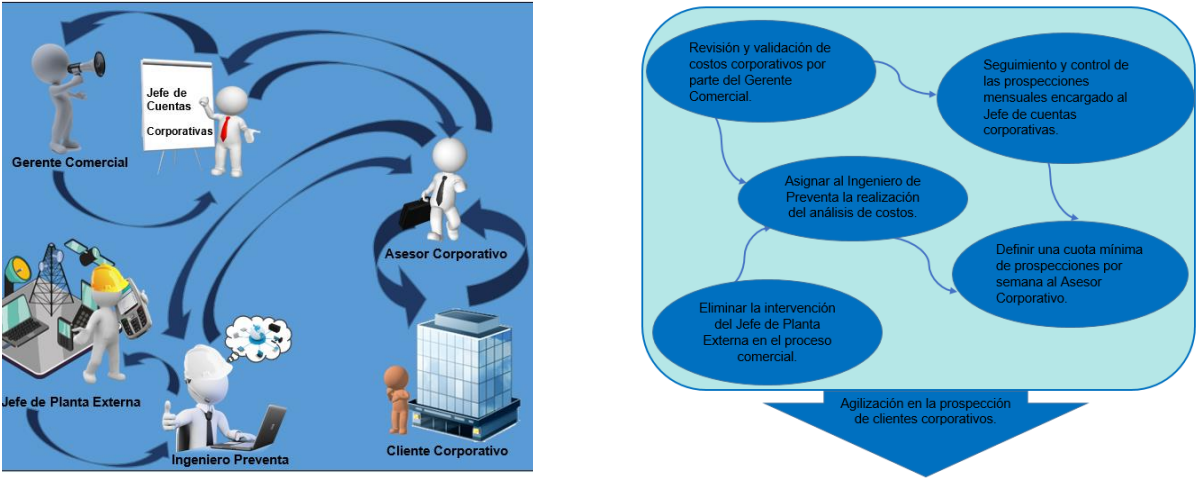 Jefe de
Cuentas
Corporativas
Gerente Comercial
Asesor Corporativo
Jefe de Planta Externa
Ingeniero Preventa
Cliente Corporativo
Revisión y validación de
costos corporativos por
parte del Gerente
Comercial.
Seguimiento y control de
las prospecciones
mensuales encargado al
Jefe de cuentas
corporativas.
Asignar al Ingeniero de
Preventa la realización
del análisis de costos.
Definir una cuota mínima
de prospecciones por
semana al Asesor
Corporativo.
Eliminar la intervención
del Jefe de Planta
Externa en el proceso
comercial.
Agilización en la prospección
de clientes corporativos.